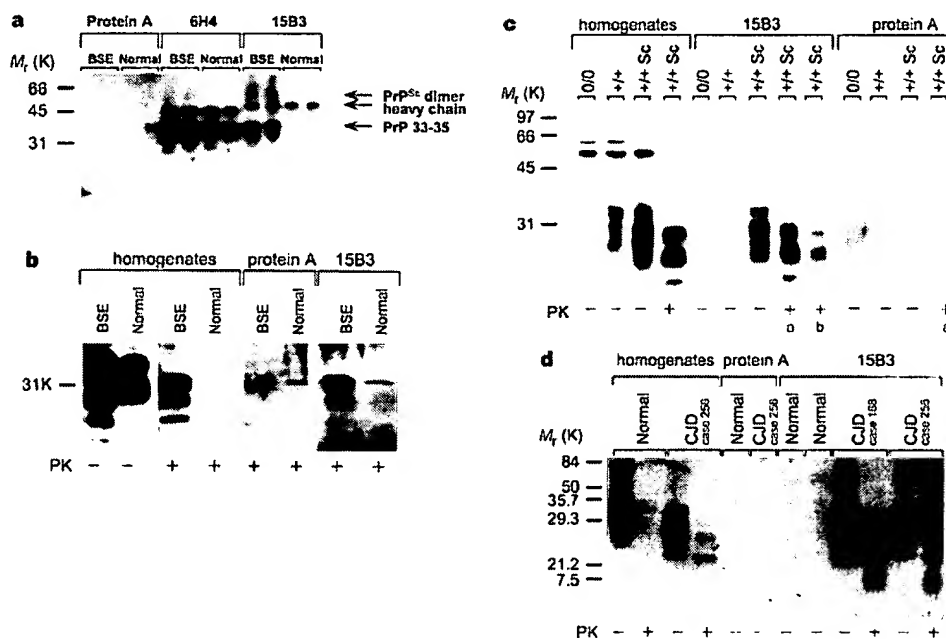 a
Protein A 6H4 15B3
BSE Normal BSE Normal BSE Normal
Mr (K)
66
45
31
PrPSc dimer
heavy chain
PrP 33-35
b
homogenates protein A 15B3
BSE Normal BSE Normal BSE Normal BSE Normal
31K
PK - - + + + + + +
c
homogenates 15B3 protein A
Mr (K)
0/0 +/+ +/+ Sc +/+ Sc 0/0 +/+ +/+ Sc +/+ Sc +/+ Sc 0/0 +/+ +/+ Sc +/+ Sc
97
66
45
31
PK - - - + - - - + + - - - +
a b a
d
homogenates protein A 15B3
Normal CJD case 256 Normal CJD case 256 Normal Normal CJD case 188 CJD case 256
Mr (K)
84
50
35.7
29.3
21.2
7.5
PK - + - + - - - + - + - +